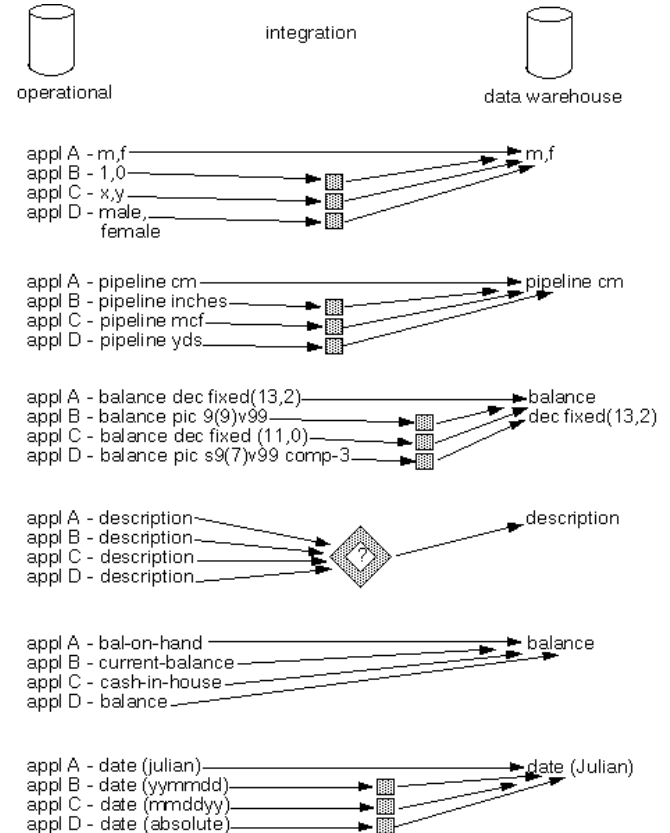 integration
operational
data warehouse
appl A - m,f
m,f
appl B - 1,0
appl C - x,y
appl D - male,
female
appl A - pipeline cm
pipeline cm
appl B - pipeline inches
appl C - pipeline mcf
appl D - pipeline yds
appl A - balance dec fixed(13,2)
balance
appl B - balance pic 9(9)v99
dec fixed(13,2)
appl C - balance dec fixed (11,0)
appl D - balance pic s9(7)v99 comp-3
appl A - description
description
appl B - description
?
appl C - description
appl D - description
appl A - bal-on-hand
balance
appl B - current-balance
appl C - cash-in-house
appl D - balance
appl A - date (julian)
date (Julian)
appl B - date (yymmdd)
appl C - date (mmddyy)
appl D - date (absolute)